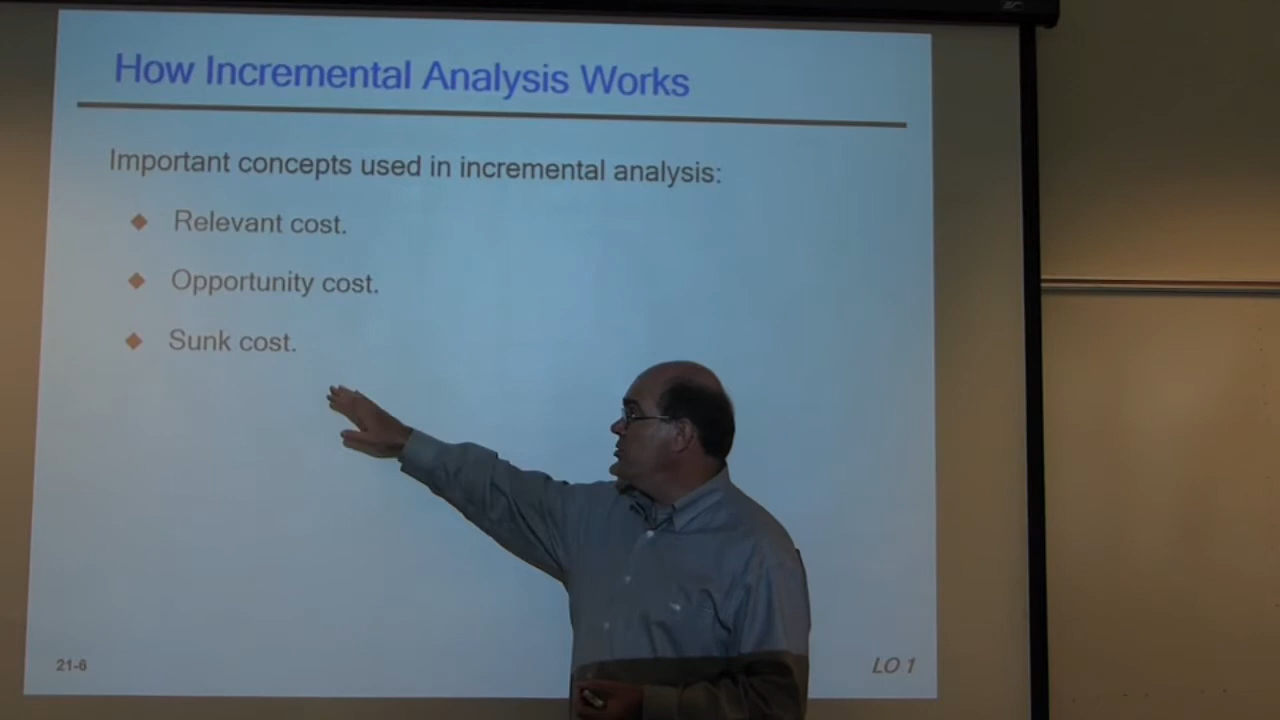 How Incremental Analysis Works
Important concepts used in incremental analysis:
Relevant cost.
Opportunity cost.
Sunk cost.
21-6
LO 1